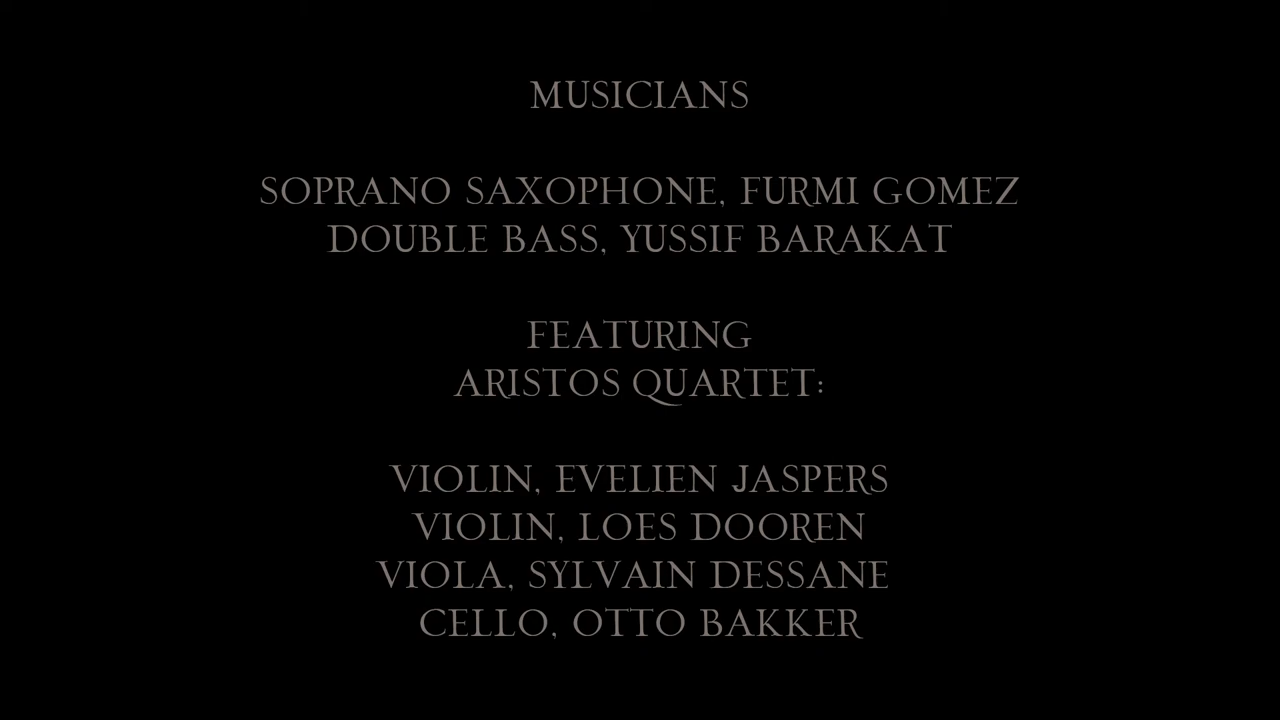 MUSICIANS
SOPRANO SAXOPHONE, FURMI GOMEZ
DOUBLE BASS, YUSSIF BARAKAT
FEATURING
ARISTOS QUARTET:
VIOLIN, EVELIEN JASPERS
VIOLIN, LOES DOOREN
VIOLA, SYLVAIN DESSANE
CELLO, OTTO BAKKER